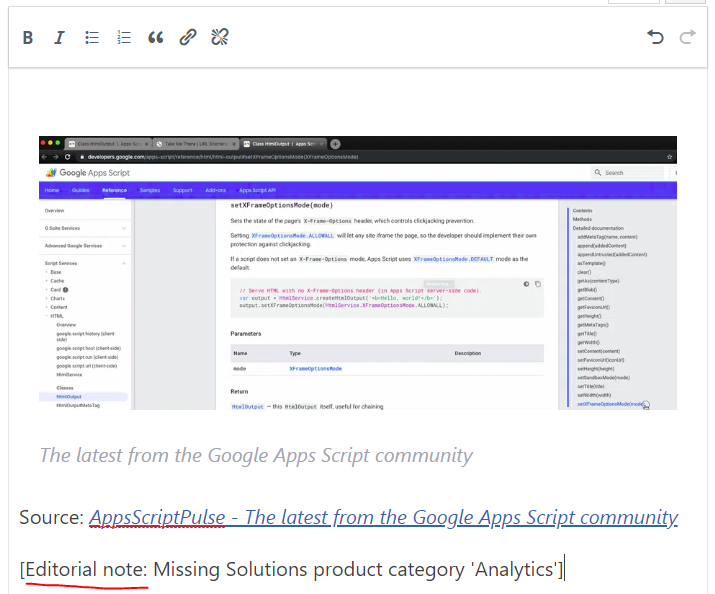 B I
Class HtmlOutput | Apps Scr
Take Me There | URL Shortener
Class HtmlOutput | Apps Scr
developers.google.com/apps-script/reference/html/html-output#setXFrameOptionsMode(XFrameOptionsMode)
Google Apps Script
Search
Home Guides Reference Samples Support Add-ons Apps Script API
Overview
G Suite Services
Advanced Google Services
Script Services
Base
Cache
Card
Charts
Content
HTML
Overview
google.script.history (client-
side)
google.script.host (client-side)
google.script.run (client-side)
google.script.url (client-side)
HtmlService
Classes
HtmlOutput
HtmlOutputMetaTag
setXFrameOptionsMode(mode)
Sets the state of the page's X-Frame-Options header, which controls clickjacking prevention.
Setting XFrameOptionsMode.ALLOWALL will let any site iframe the page, so the developer should implement their own
protection against clickjacking.
If a script does not set an X-Frame-Options mode, Apps Script uses XFrameOptionsMode.DEFAULT mode as the
default.
// Serve HTML with no X-Frame-Options header (in Apps Script server-side code).
var output = HtmlService.createHtmlOutput('<b>Hello, world!</b>');
output.setXFrameOptionsMode(HtmlService.XFrameOptionsMode.ALLOWALL);
Parameters
Name Type Description
mode XFrameOptionsMode
Return
HtmlOutput — this HtmlOutput itself, useful for chaining
Contents
Methods
Detailed documentation
addMetaTag(name, content)
append(addedContent)
appendUntrusted(addedContent)
asTemplate()
clear()
getAs(contentType)
getBlob()
getContent()
getFaviconUrl()
getHeight()
getMetaTags()
getTitle()
getWidth()
setContent(content)
setFaviconUrl(iconUrl)
setHeight(height)
setSandboxMode(mode)
setTitle(title)
setWidth(width)
setXFrameOptionsMode(mode)
The latest from the Google Apps Script community
Source: AppsScriptPulse - The latest from the Google Apps Script community
[Editorial note: Missing Solutions product category 'Analytics']